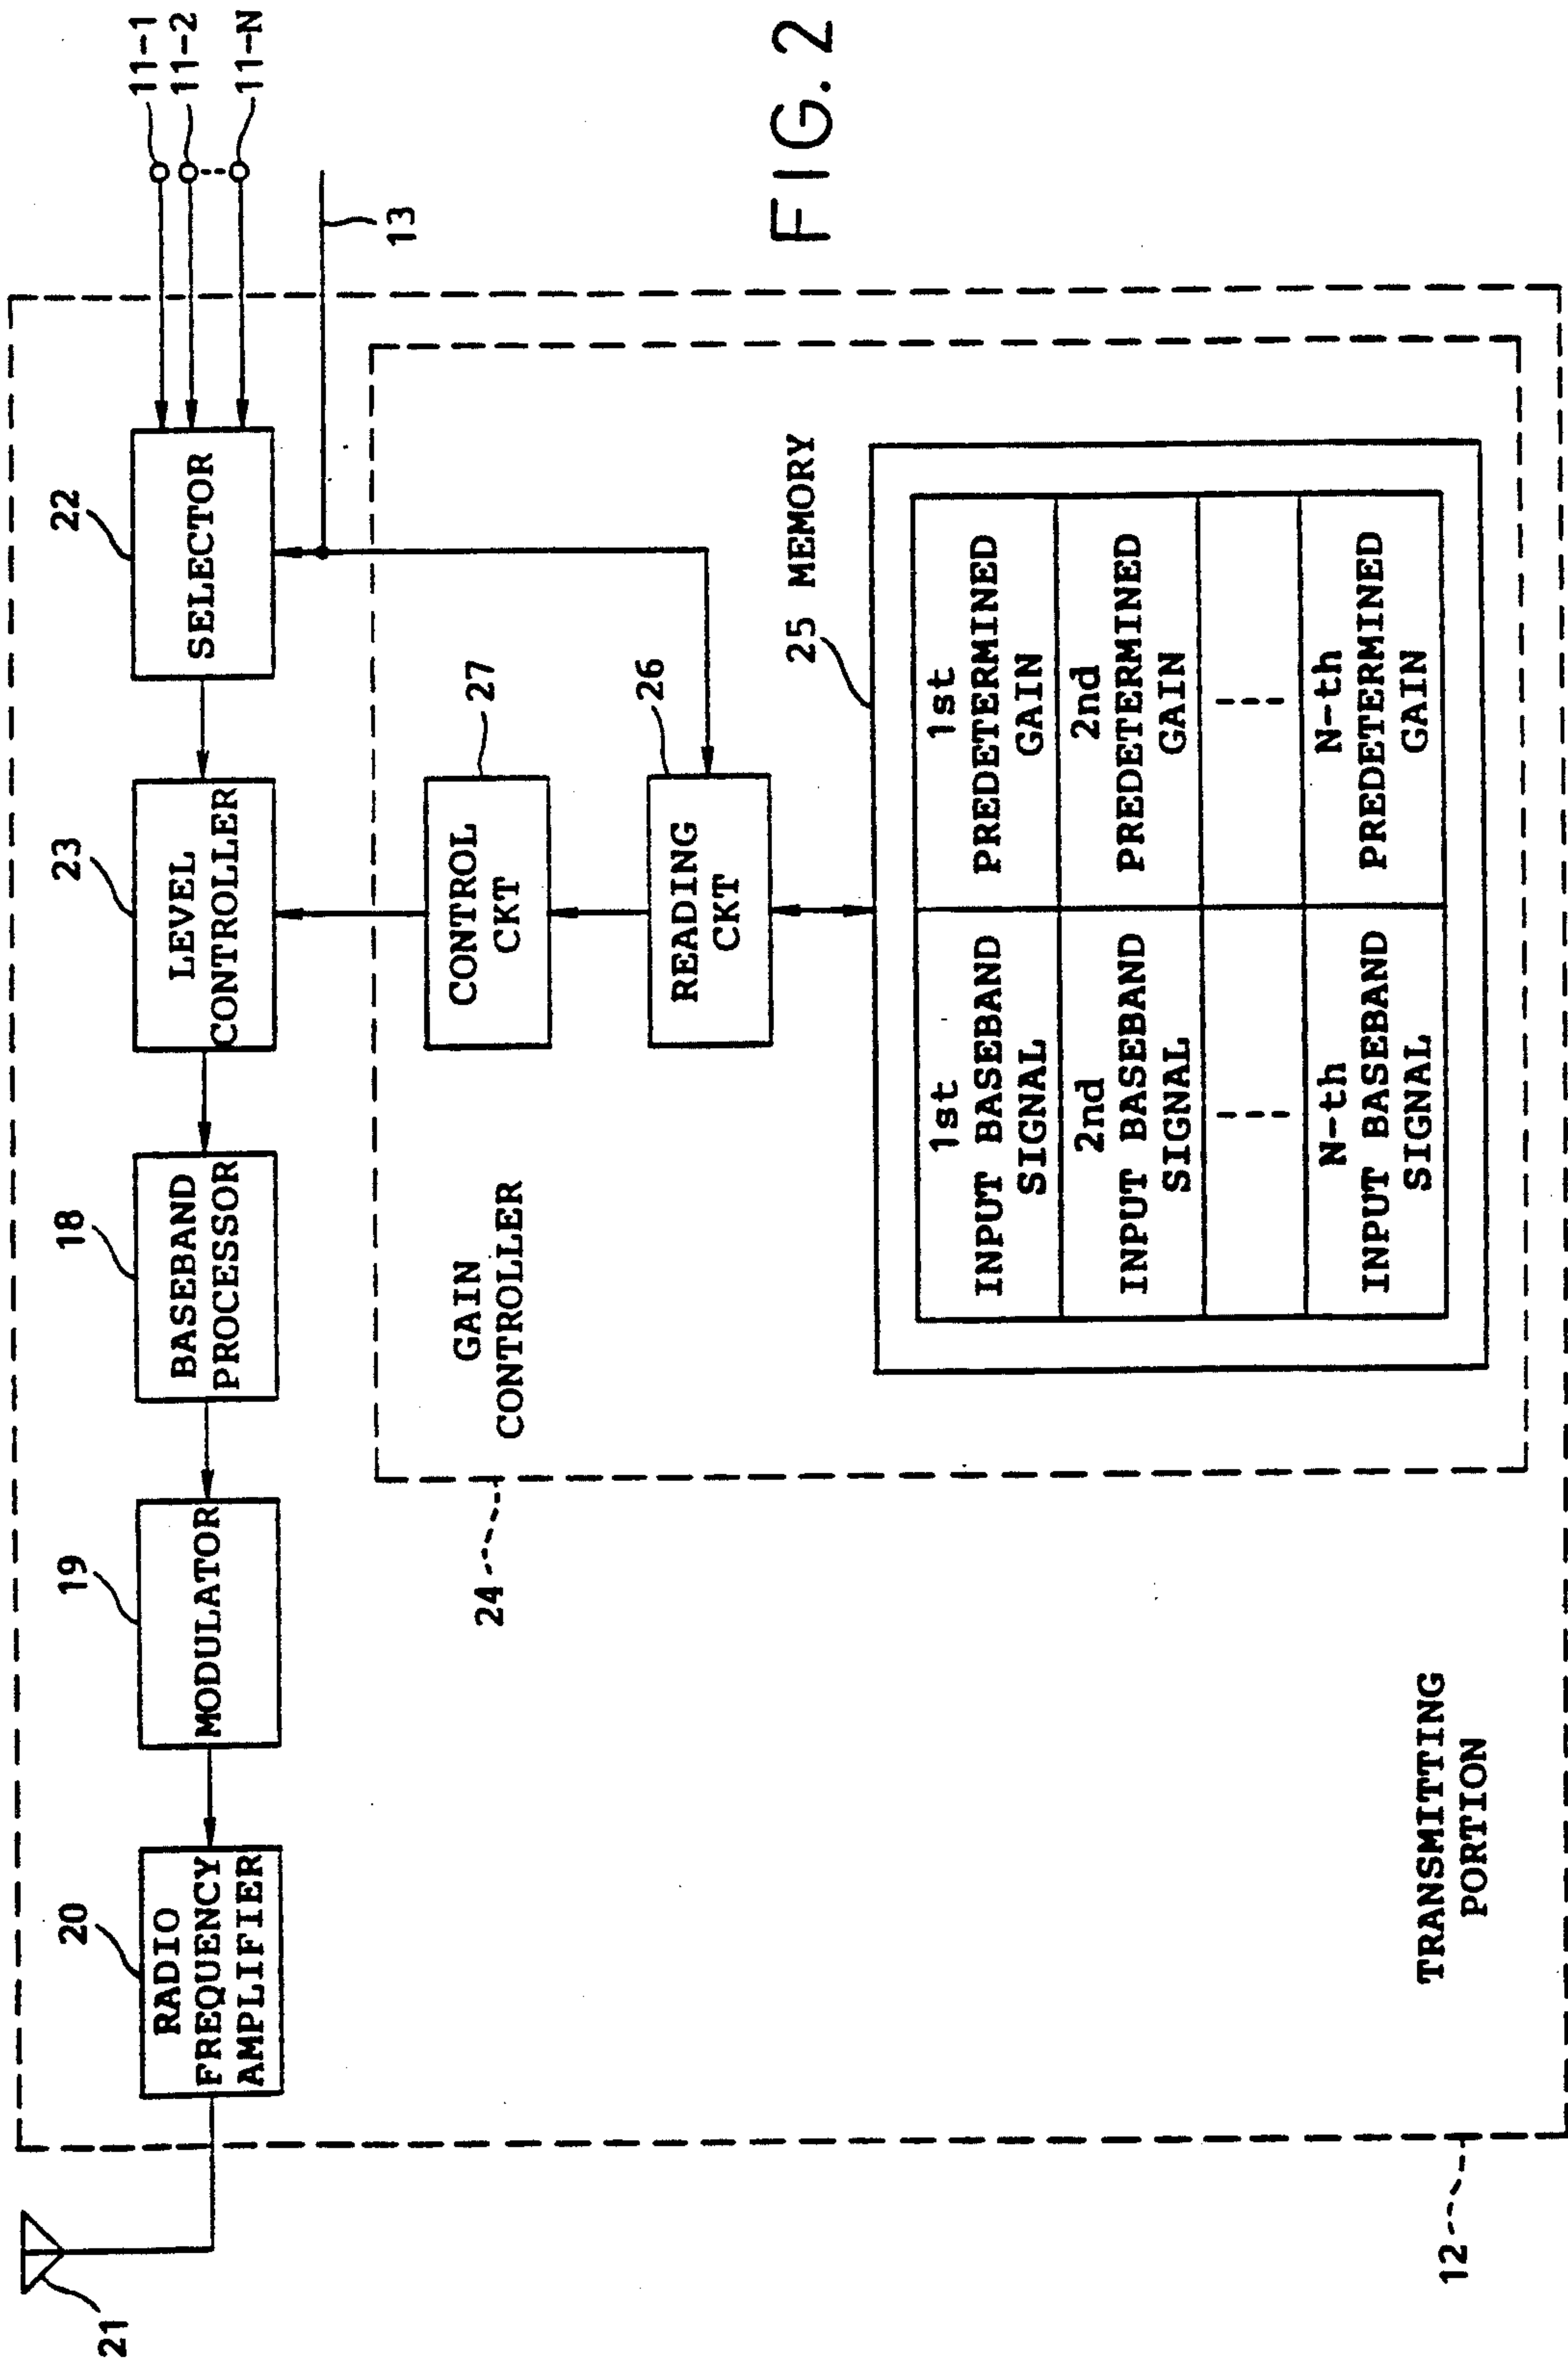 21
20
RADIO
FREQUENCY
AMPLIFIER
19
MODULATOR
18
BASEBAND
PROCESSOR
23
LEVEL
CONTROLLER
22
SELECTOR
11-1
11-2
11-N
13
24
GAIN
CONTROLLER
CONTROL
CKT
27
READING
CKT
26
25 MEMORY
1st
INPUT BASEBAND
SIGNAL
1st
PREDETERMINED
GAIN
2nd
INPUT BASEBAND
SIGNAL
2nd
PREDETERMINED
GAIN
N-th
INPUT BASEBAND
SIGNAL
N-th
PREDETERMINED
GAIN
TRANSMITTING
PORTION
12
FIG. 2